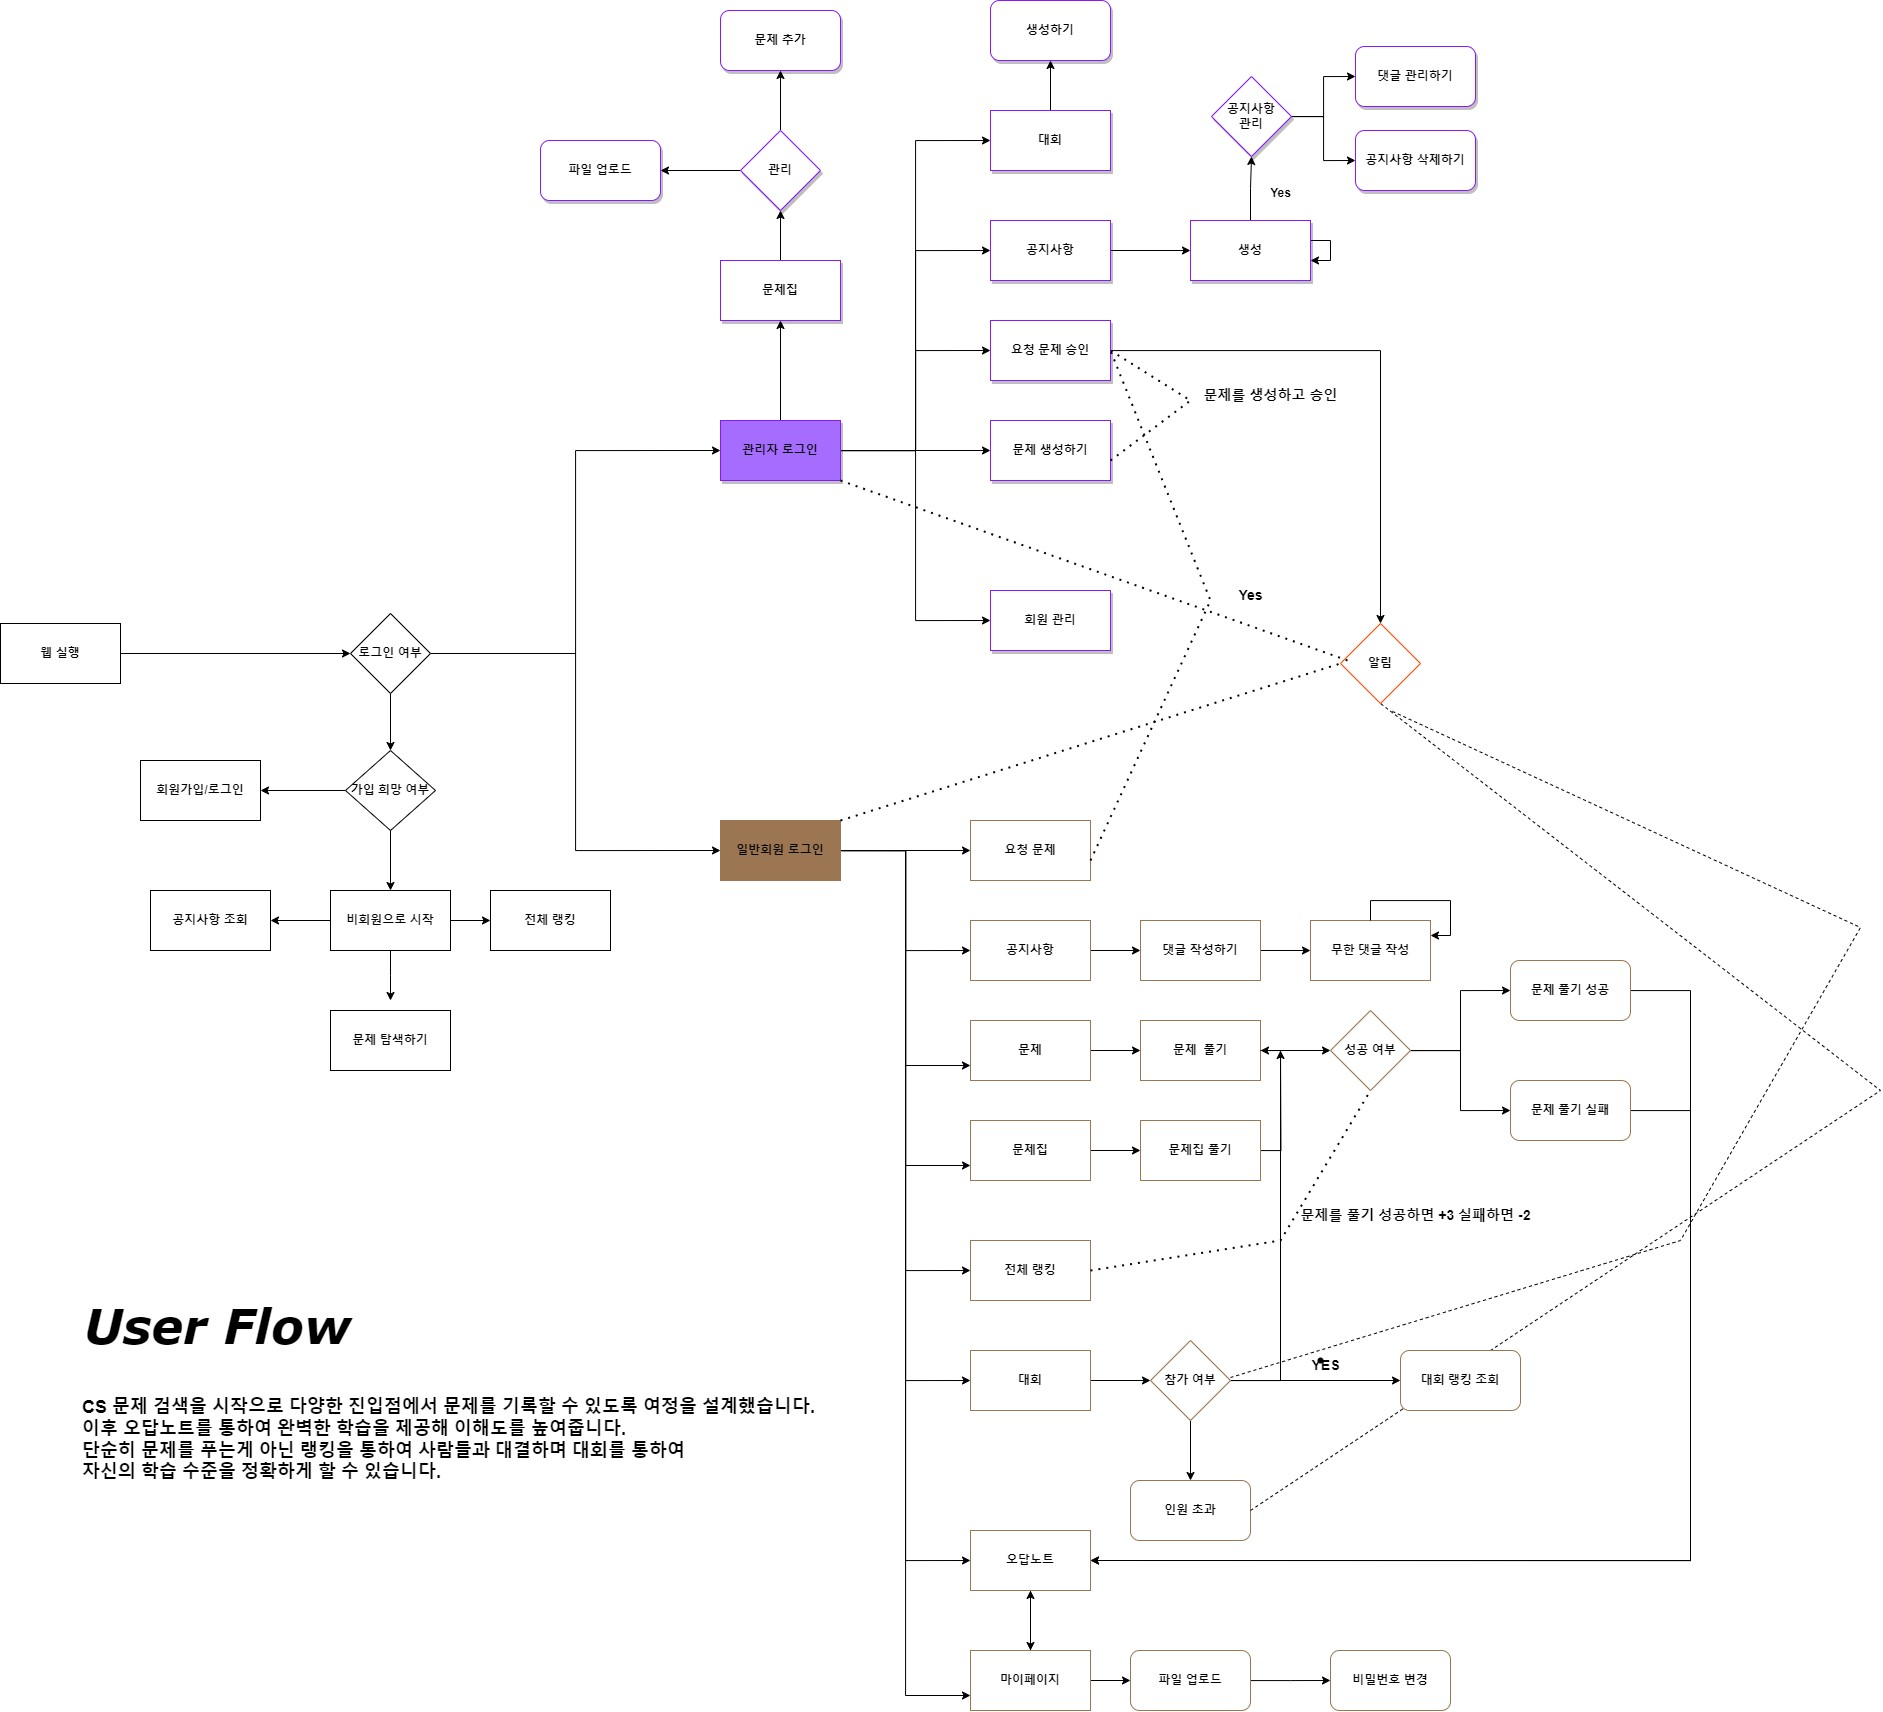 문제 추가
생성하기
댓글 관리하기
공지사항
관리
대회
파일 업로드
관리
공지사항 삭제하기
Yes
문제집
공지사항
생성
요청 문제 승인
문제를 생성하고 승인
관리자 로그인
문제 생성하기
Yes
회원 관리
웹 실행
로그인 여부
알림
회원가입/로그인
가입 희망 여부
일반회원 로그인
요청 문제
공지사항 조회
비회원으로 시작
전체 랭킹
공지사항
댓글 작성하기
무한 댓글 작성
문제 풀기 성공
문제 탐색하기
문제
문제 풀기
성공 여부
문제 풀기 실패
문제집
문제집 풀기
문제를 풀기 성공하면 +3 실패하면 -2
전체 랭킹
User Flow
대회
참가 여부
YES
대회 랭킹 조회
CS 문제 검색을 시작으로 다양한 진입점에서 문제를 기록할 수 있도록 여정을 설계했습니다.
이후 오답노트를 통하여 완벽한 학습을 제공해 이해도를 높여줍니다.
단순히 문제를 푸는게 아닌 랭킹을 통하여 사람들과 대결하며 대회를 통하여
자신의 학습 수준을 정확하게 할 수 있습니다.
인원 초과
오답노트
마이페이지
파일 업로드
비밀번호 변경